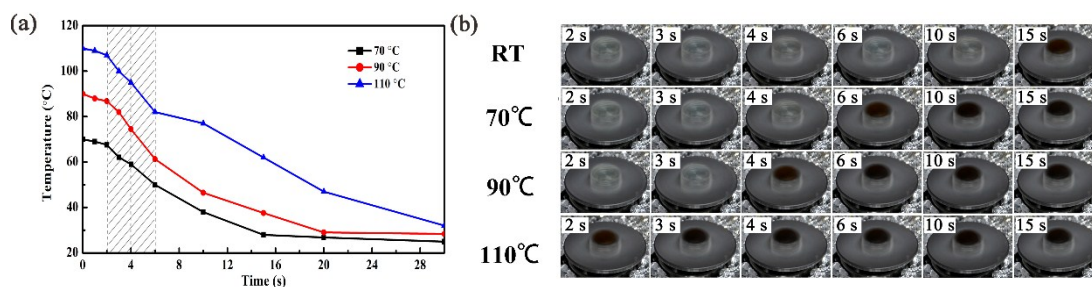 (a)
120
100
80
60
40
20
Temperature (°C)
0 4 8 12 16 20 24 28
Time (s)
70 °C
90 °C
110 °C
(b)
RT
2 s 3 s 4 s 6 s 10 s 15 s
70℃
2 s 3 s 4 s 6 s 10 s 15 s
90℃
2 s 3 s 4 s 6 s 10 s 15 s
110℃
2 s 3 s 4 s 6 s 10 s 15 s